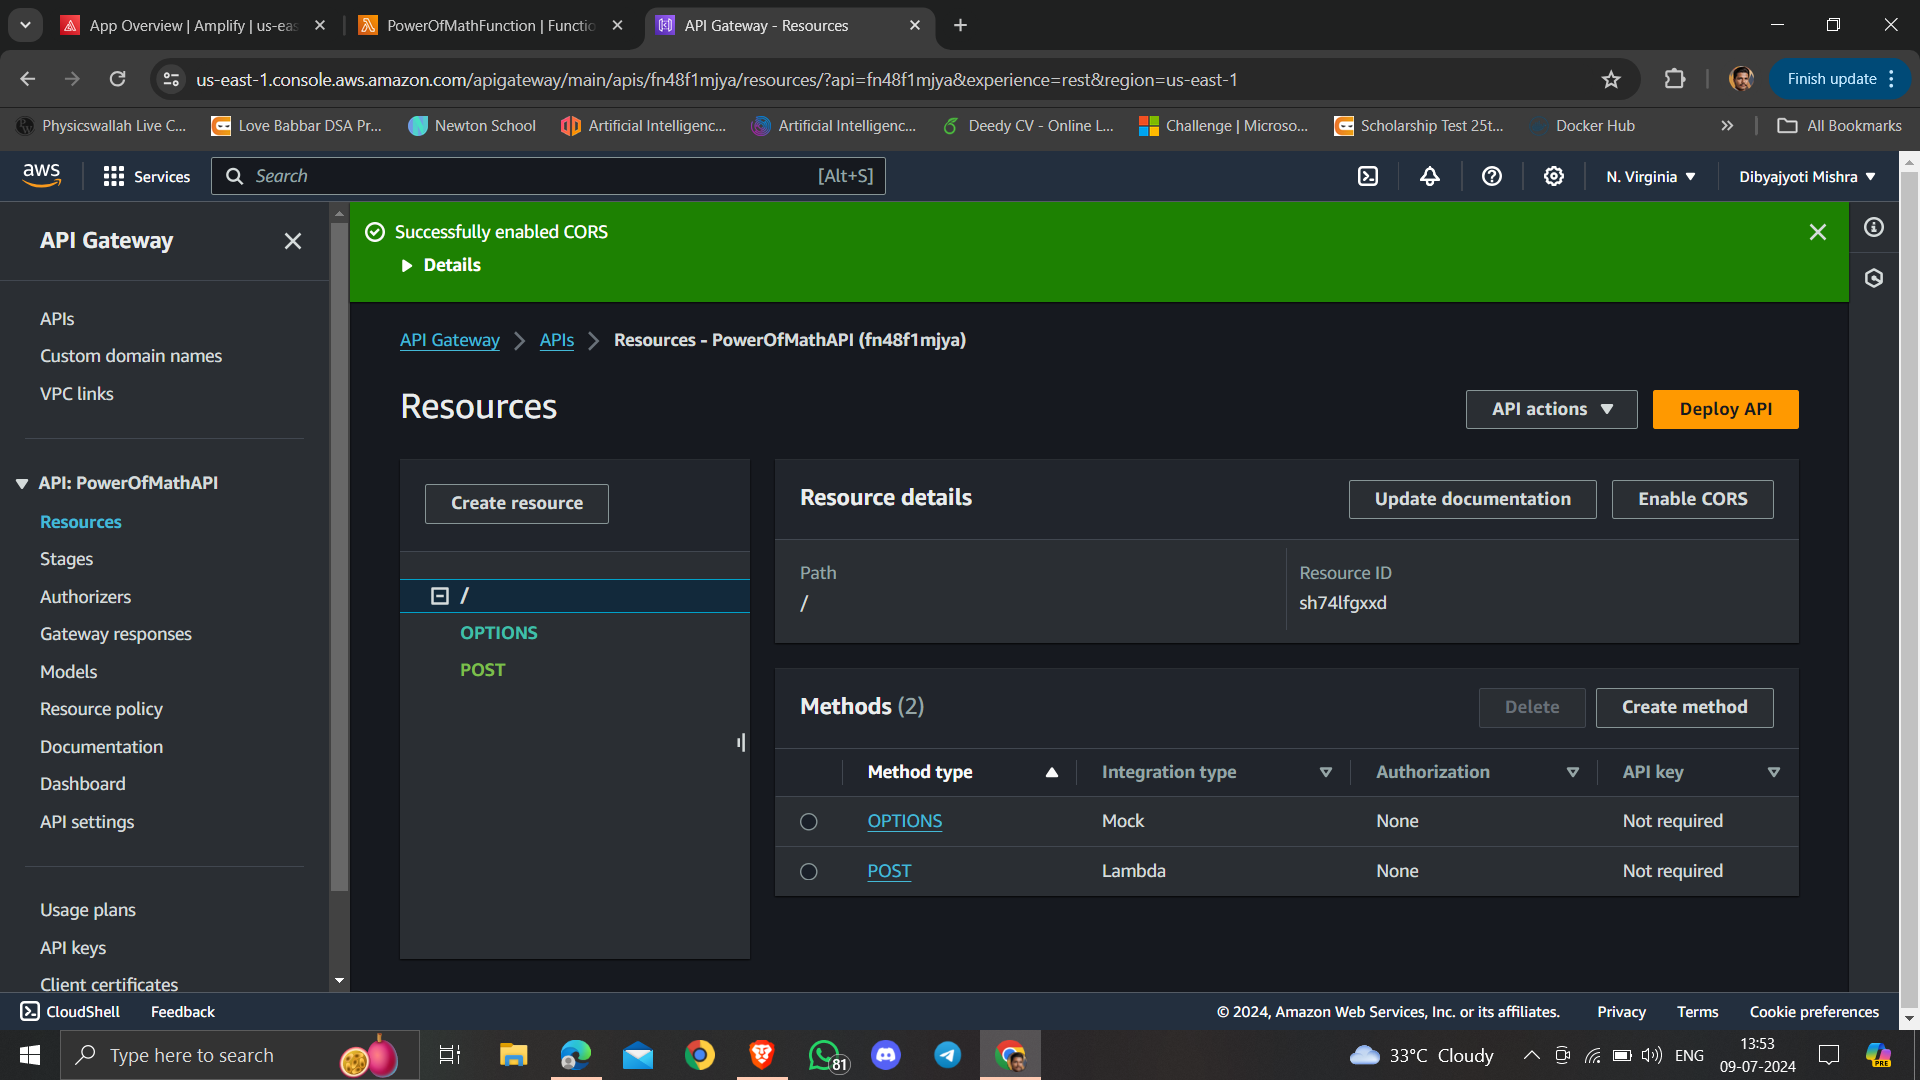 App Overview | Amplify | us-eas
PowerOfMathFunction | Functio
API Gateway - Resources
us-east-1.console.aws.amazon.com/apigateway/main/apis/fn48f1mjya/resources/?api=fn48f1mjya&experience=rest&region=us-east-1
Finish update
Physicswallah Live C...
Love Babbar DSA Pr...
Newton School
Artificial Intelligenc...
Artificial Intelligenc...
Deedy CV - Online L...
Challenge | Microso...
Scholarship Test 25t...
Docker Hub
All Bookmarks
aws
Services
Search
[Alt+S]
N. Virginia
Dibyajyoti Mishra
API Gateway
APIs
Custom domain names
VPC links
API: PowerOfMathAPI
Resources
Stages
Authorizers
Gateway responses
Models
Resource policy
Documentation
Dashboard
API settings
Usage plans
API keys
Client certificates
Successfully enabled CORS
Details
API Gateway
APIs
Resources - PowerOfMathAPI (fn48f1mjya)
Resources
API actions
Deploy API
Create resource
/
OPTIONS
POST
Resource details
Update documentation
Enable CORS
Path
/
Resource ID
sh74lfgxxd
Methods (2)
Delete
Create method
Method type Integration type Authorization API key
OPTIONS Mock None Not required
POST Lambda None Not required
CloudShell
Feedback
© 2024, Amazon Web Services, Inc. or its affiliates.
Privacy
Terms
Cookie preferences
Type here to search
81
33°C Cloudy
ENG
13:53
09-07-2024
PRE